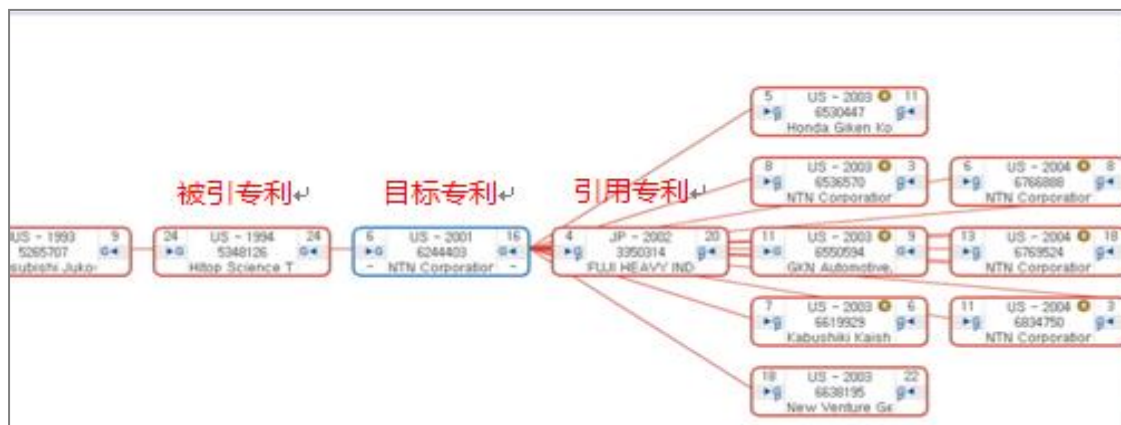 5 US - 2003 11
6530447
Honda Giken Ko
8 US - 2003 3
6536570
NTN Corporation
6 US - 2004 8
6766888
NTN Corporation
被引专利
目标专利
引用专利
US - 1993 9
5265707
subishi Juko
24 US - 1994 24
5348126
Hitop Science T
6 US - 2001 16
6244403
- NTN Corporation -
4 JP - 2002 20
3350314
FUJI HEAVY IND
11 US - 2003 9
6550594
GKN Automotive,
13 US - 2004 18
6769524
NTN Corporation
7 US - 2003 6
6619929
Kabushiki Kaish
11 US - 2004 3
6834750
NTN Corporation
18 US - 2003 22
6638195
New Venture Ge